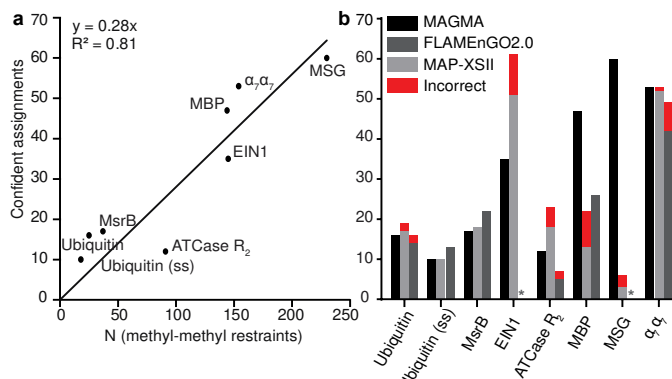 a
y = 0.28x
R² = 0.81
Confident assignments
60
50
40
30
20
10
0
MSG
α₇α₇
MBP
EIN1
MsrB
Ubiquitin
Ubiquitin (ss)
ATCase R₂
0 50 100 150 200 250
N (methyl-methyl restraints)
b
MAGMA
FLAMEnGO2.0
MAP-XSII
Incorrect
70
60
50
40
30
20
10
0
* *
Ubiquitin
Ubiquitin (ss)
MsrB
EIN1
ATCase R₂
MBP
MSG
α₇α₇